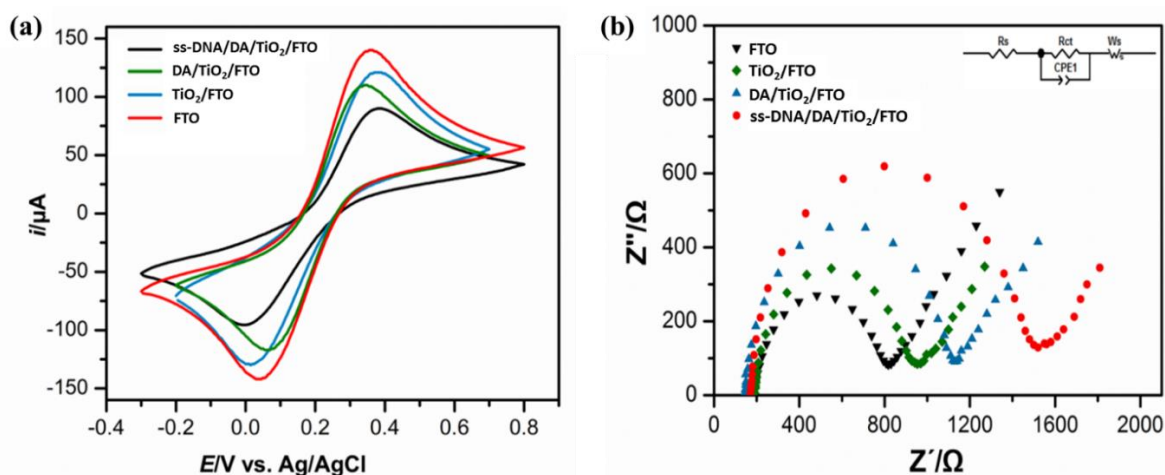 (a)
150
100
50
0
-50
-100
-150
i/µA
ss-DNA/DA/TiO₂/FTO
DA/TiO₂/FTO
TiO₂/FTO
FTO
-0.4
-0.2
0.0
0.2
0.4
0.6
0.8
E/V vs. Ag/AgCl
(b)
1000
800
600
400
200
0
Z″/Ω
FTO
TiO₂/FTO
DA/TiO₂/FTO
ss-DNA/DA/TiO₂/FTO
Rs
Rct
Ws
CPE1
0
400
800
1200
1600
2000
Z´/Ω